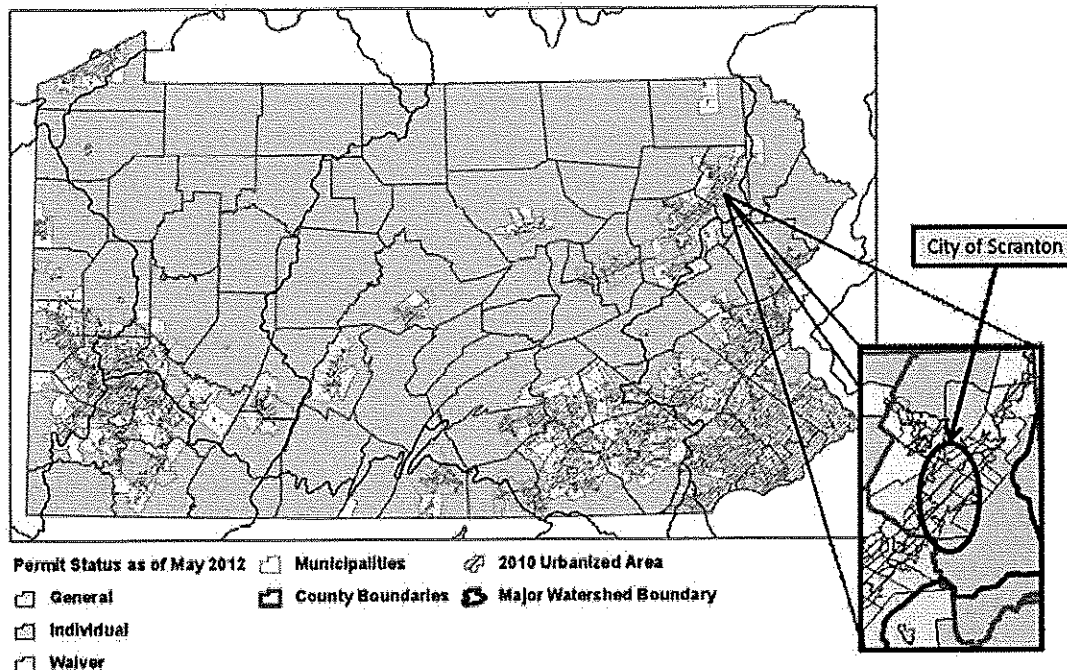 City of Scranton
Permit Status as of May 2012
Municipalities
2010 Urbanized Area
General
County Boundaries
Major Watershed Boundary
Individual
Waiver